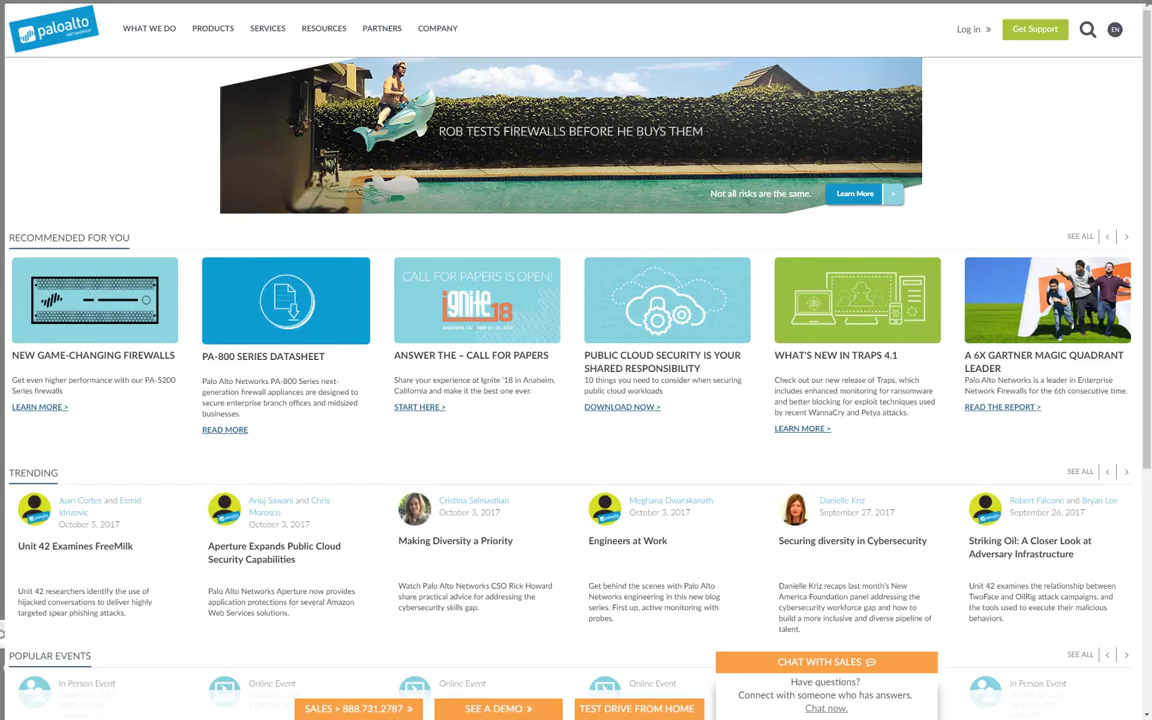 paloalto
NETWORKS
WHAT WE DO PRODUCTS SERVICES RESOURCES PARTNERS COMPANY
Log in »
Get Support
EN
ROB TESTS FIREWALLS BEFORE HE BUYS THEM
Not all risks are the same.
Learn More
RECOMMENDED FOR YOU
SEE ALL
CALL FOR PAPERS IS OPEN!
ignite18
NEW GAME-CHANGING FIREWALLS
Get even higher performance with our PA-5200
Series firewalls
LEARN MORE >
PA-800 SERIES DATASHEET
Palo Alto Networks PA-800 Series next-
generation firewall appliances are designed to
secure enterprise branch offices and midsized
businesses.
READ MORE
ANSWER THE – CALL FOR PAPERS
Share your experience at Ignite '18 in Anaheim,
California and make it the best one ever.
START HERE >
PUBLIC CLOUD SECURITY IS YOUR
SHARED RESPONSIBILITY
10 things you need to consider when securing
public cloud workloads
DOWNLOAD NOW >
WHAT'S NEW IN TRAPS 4.1
Check out our new release of Traps, which
includes enhanced monitoring for ransomware
and better blocking for exploit techniques used
by recent WannaCry and Petya attacks.
LEARN MORE >
A 6X GARTNER MAGIC QUADRANT
LEADER
Palo Alto Networks is a leader in Enterprise
Network Firewalls for the 6th consecutive time.
READ THE REPORT >
TRENDING
SEE ALL
Juan Cortes and Esmid
Idrizovic
October 5, 2017
Unit 42 Examines FreeMilk
Unit 42 researchers identify the use of
hijacked conversations to deliver highly
targeted spear phishing attacks.
Anuj Sawani and Chris
Morosco
October 3, 2017
Aperture Expands Public Cloud
Security Capabilities
Palo Alto Networks Aperture now provides
application protections for several Amazon
Web Services solutions.
Cristina Salmastlian
October 3, 2017
Making Diversity a Priority
Watch Palo Alto Networks CSO Rick Howard
share practical advice for addressing the
cybersecurity skills gap.
Meghana Dwarakanath
October 3, 2017
Engineers at Work
Get behind the scenes with Palo Alto
Networks engineering in this new blog
series. First up, active monitoring with
probes.
Danielle Kriz
September 27, 2017
Securing diversity in Cybersecurity
Danielle Kriz recaps last month's New
America Foundation panel addressing the
cybersecurity workforce gap and how to
build a more inclusive and diverse pipeline of
talent.
Robert Falcone and Bryan Lee
September 26, 2017
Striking Oil: A Closer Look at
Adversary Infrastructure
Unit 42 examines the relationship between
TwoFace and OilRig attack campaigns, and
the tools used to execute their malicious
behaviors.
POPULAR EVENTS
SEE ALL
In Person Event
Online Event
Online Event
Online Event
In Person Event
SALES > 888.731.2787 »
SEE A DEMO »
TEST DRIVE FROM HOME
CHAT WITH SALES
Have questions?
Connect with someone who has answers.
Chat now.